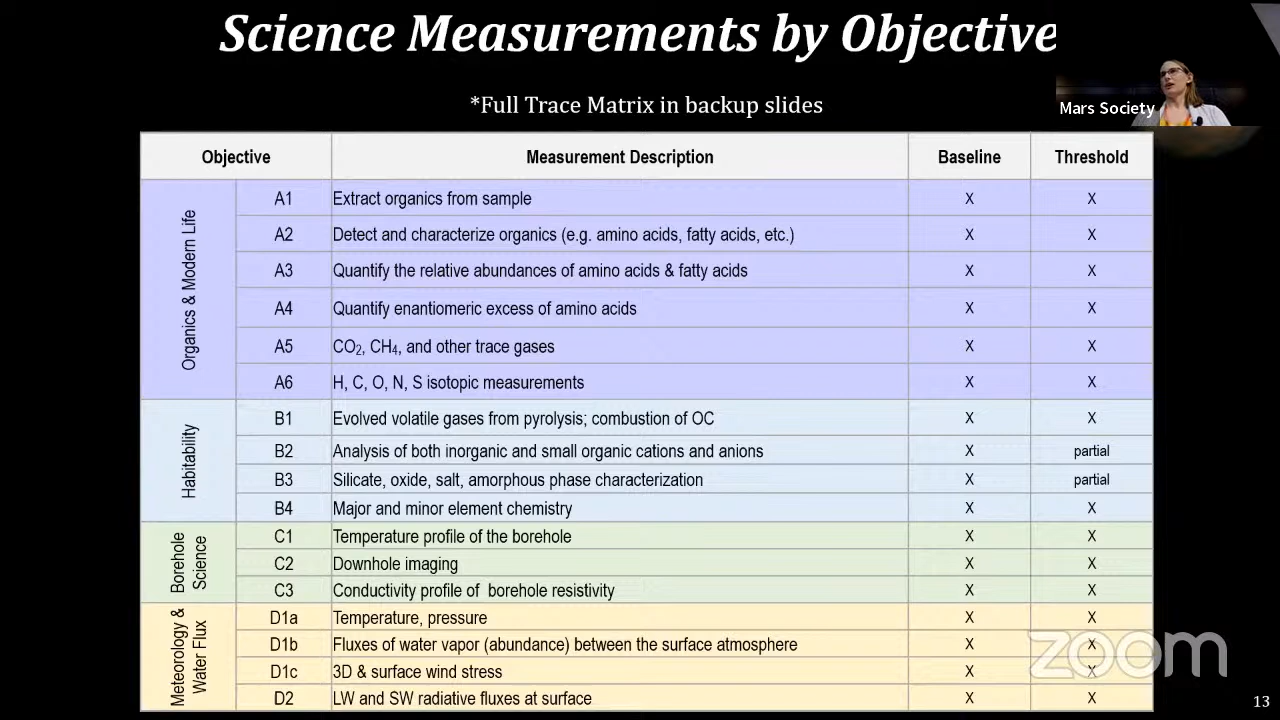 Science Measurements by Objective
*Full Trace Matrix in backup slides
Mars Society
Objective Measurement Description Baseline Threshold
Organics & Modern Life
A1 Extract organics from sample X X
A2 Detect and characterize organics (e.g. amino acids, fatty acids, etc.) X X
A3 Quantify the relative abundances of amino acids & fatty acids X X
A4 Quantify enantiomeric excess of amino acids X X
A5 CO₂, CH₄, and other trace gases X X
A6 H, C, O, N, S isotopic measurements X X
Habitability
B1 Evolved volatile gases from pyrolysis; combustion of OC X X
B2 Analysis of both inorganic and small organic cations and anions X partial
B3 Silicate, oxide, salt, amorphous phase characterization X partial
B4 Major and minor element chemistry X X
Borehole
Science
C1 Temperature profile of the borehole X X
C2 Downhole imaging X X
C3 Conductivity profile of borehole resistivity X X
Meteorology &
Water Flux
D1a Temperature, pressure X X
D1b Fluxes of water vapor (abundance) between the surface atmosphere X X
D1c 3D & surface wind stress X X
D2 LW and SW radiative fluxes at surface X X
zoom
13